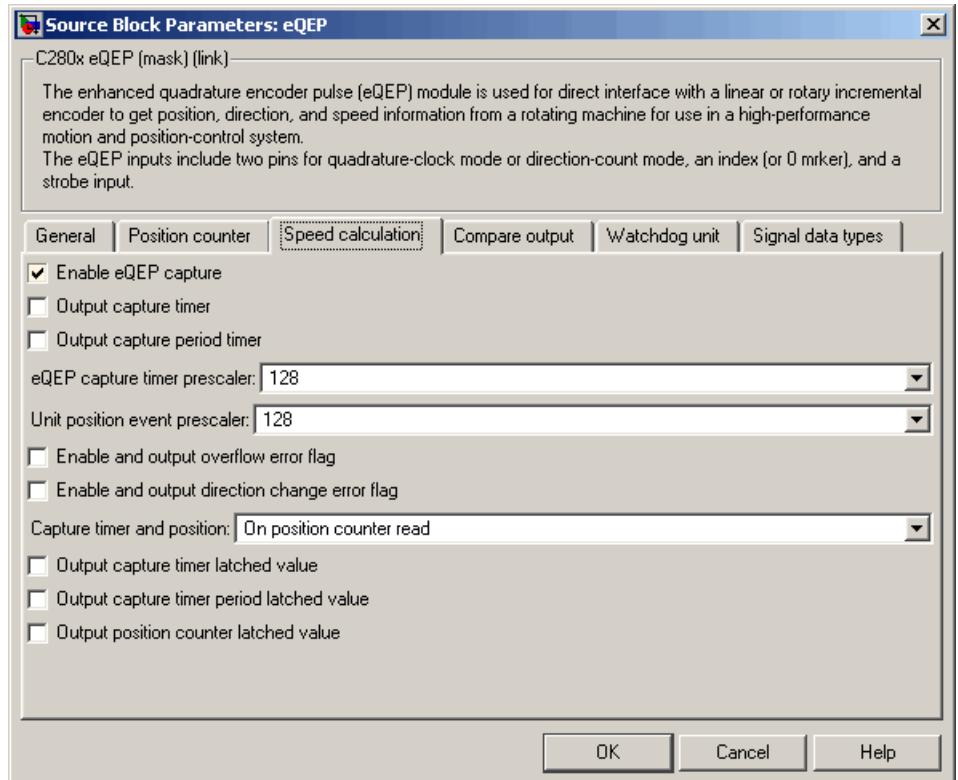 Source Block Parameters: eQEP
C280x eQEP (mask) (link)
The enhanced quadrature encoder pulse (eQEP) module is used for direct interface with a linear or rotary incremental
encoder to get position, direction, and speed information from a rotating machine for use in a high-performance
motion and position-control system.
The eQEP inputs include two pins for quadrature-clock mode or direction-count mode, an index (or 0 mrker), and a
strobe input.
General Position counter Speed calculation Compare output Watchdog unit Signal data types
Enable eQEP capture
Output capture timer
Output capture period timer
eQEP capture timer prescaler: 128
Unit position event prescaler: 128
Enable and output overflow error flag
Enable and output direction change error flag
Capture timer and position: On position counter read
Output capture timer latched value
Output capture timer period latched value
Output position counter latched value
OK Cancel Help